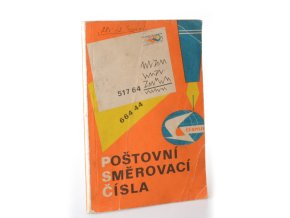 517 64
664 44
POŠTOVNÍ
SMĚROVACÍ
ČÍSLA